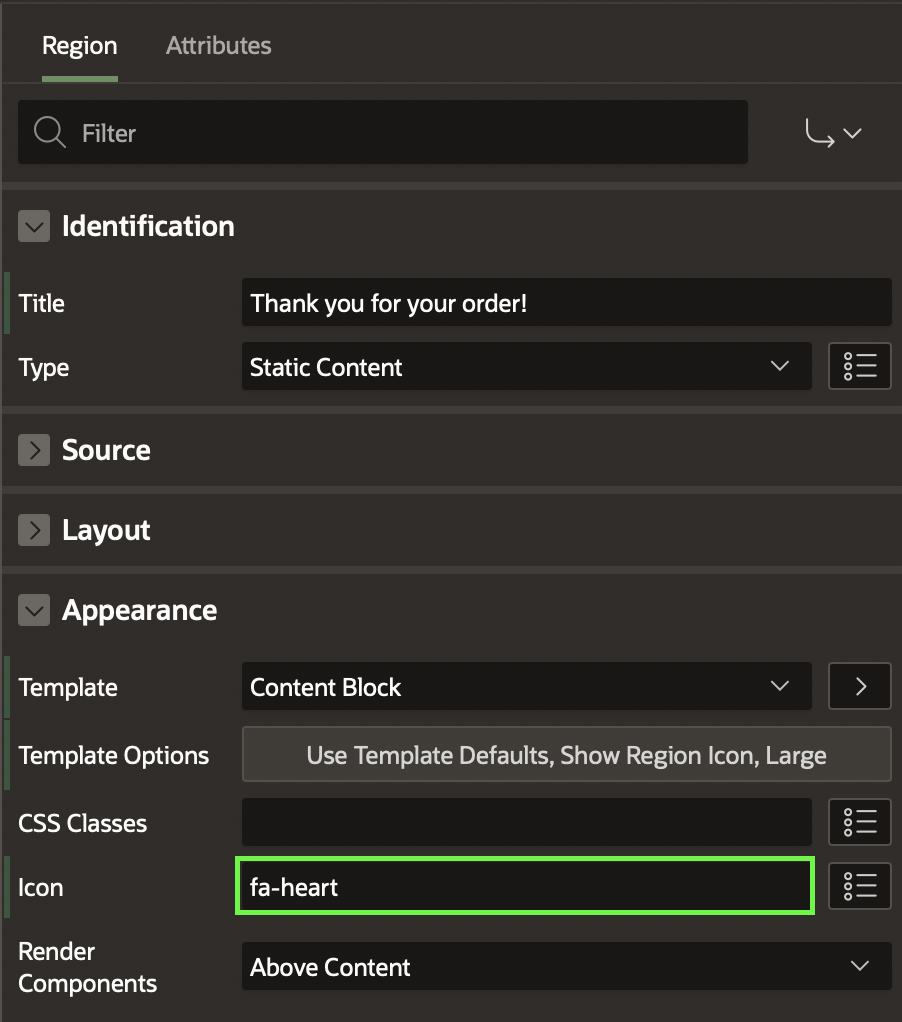 Region Attributes
Filter
Identification
Title Thank you for your order!
Type Static Content
Source
Layout
Appearance
Template Content Block
Template Options Use Template Defaults, Show Region Icon, Large
CSS Classes
Icon fa-heart
Render
Components Above Content